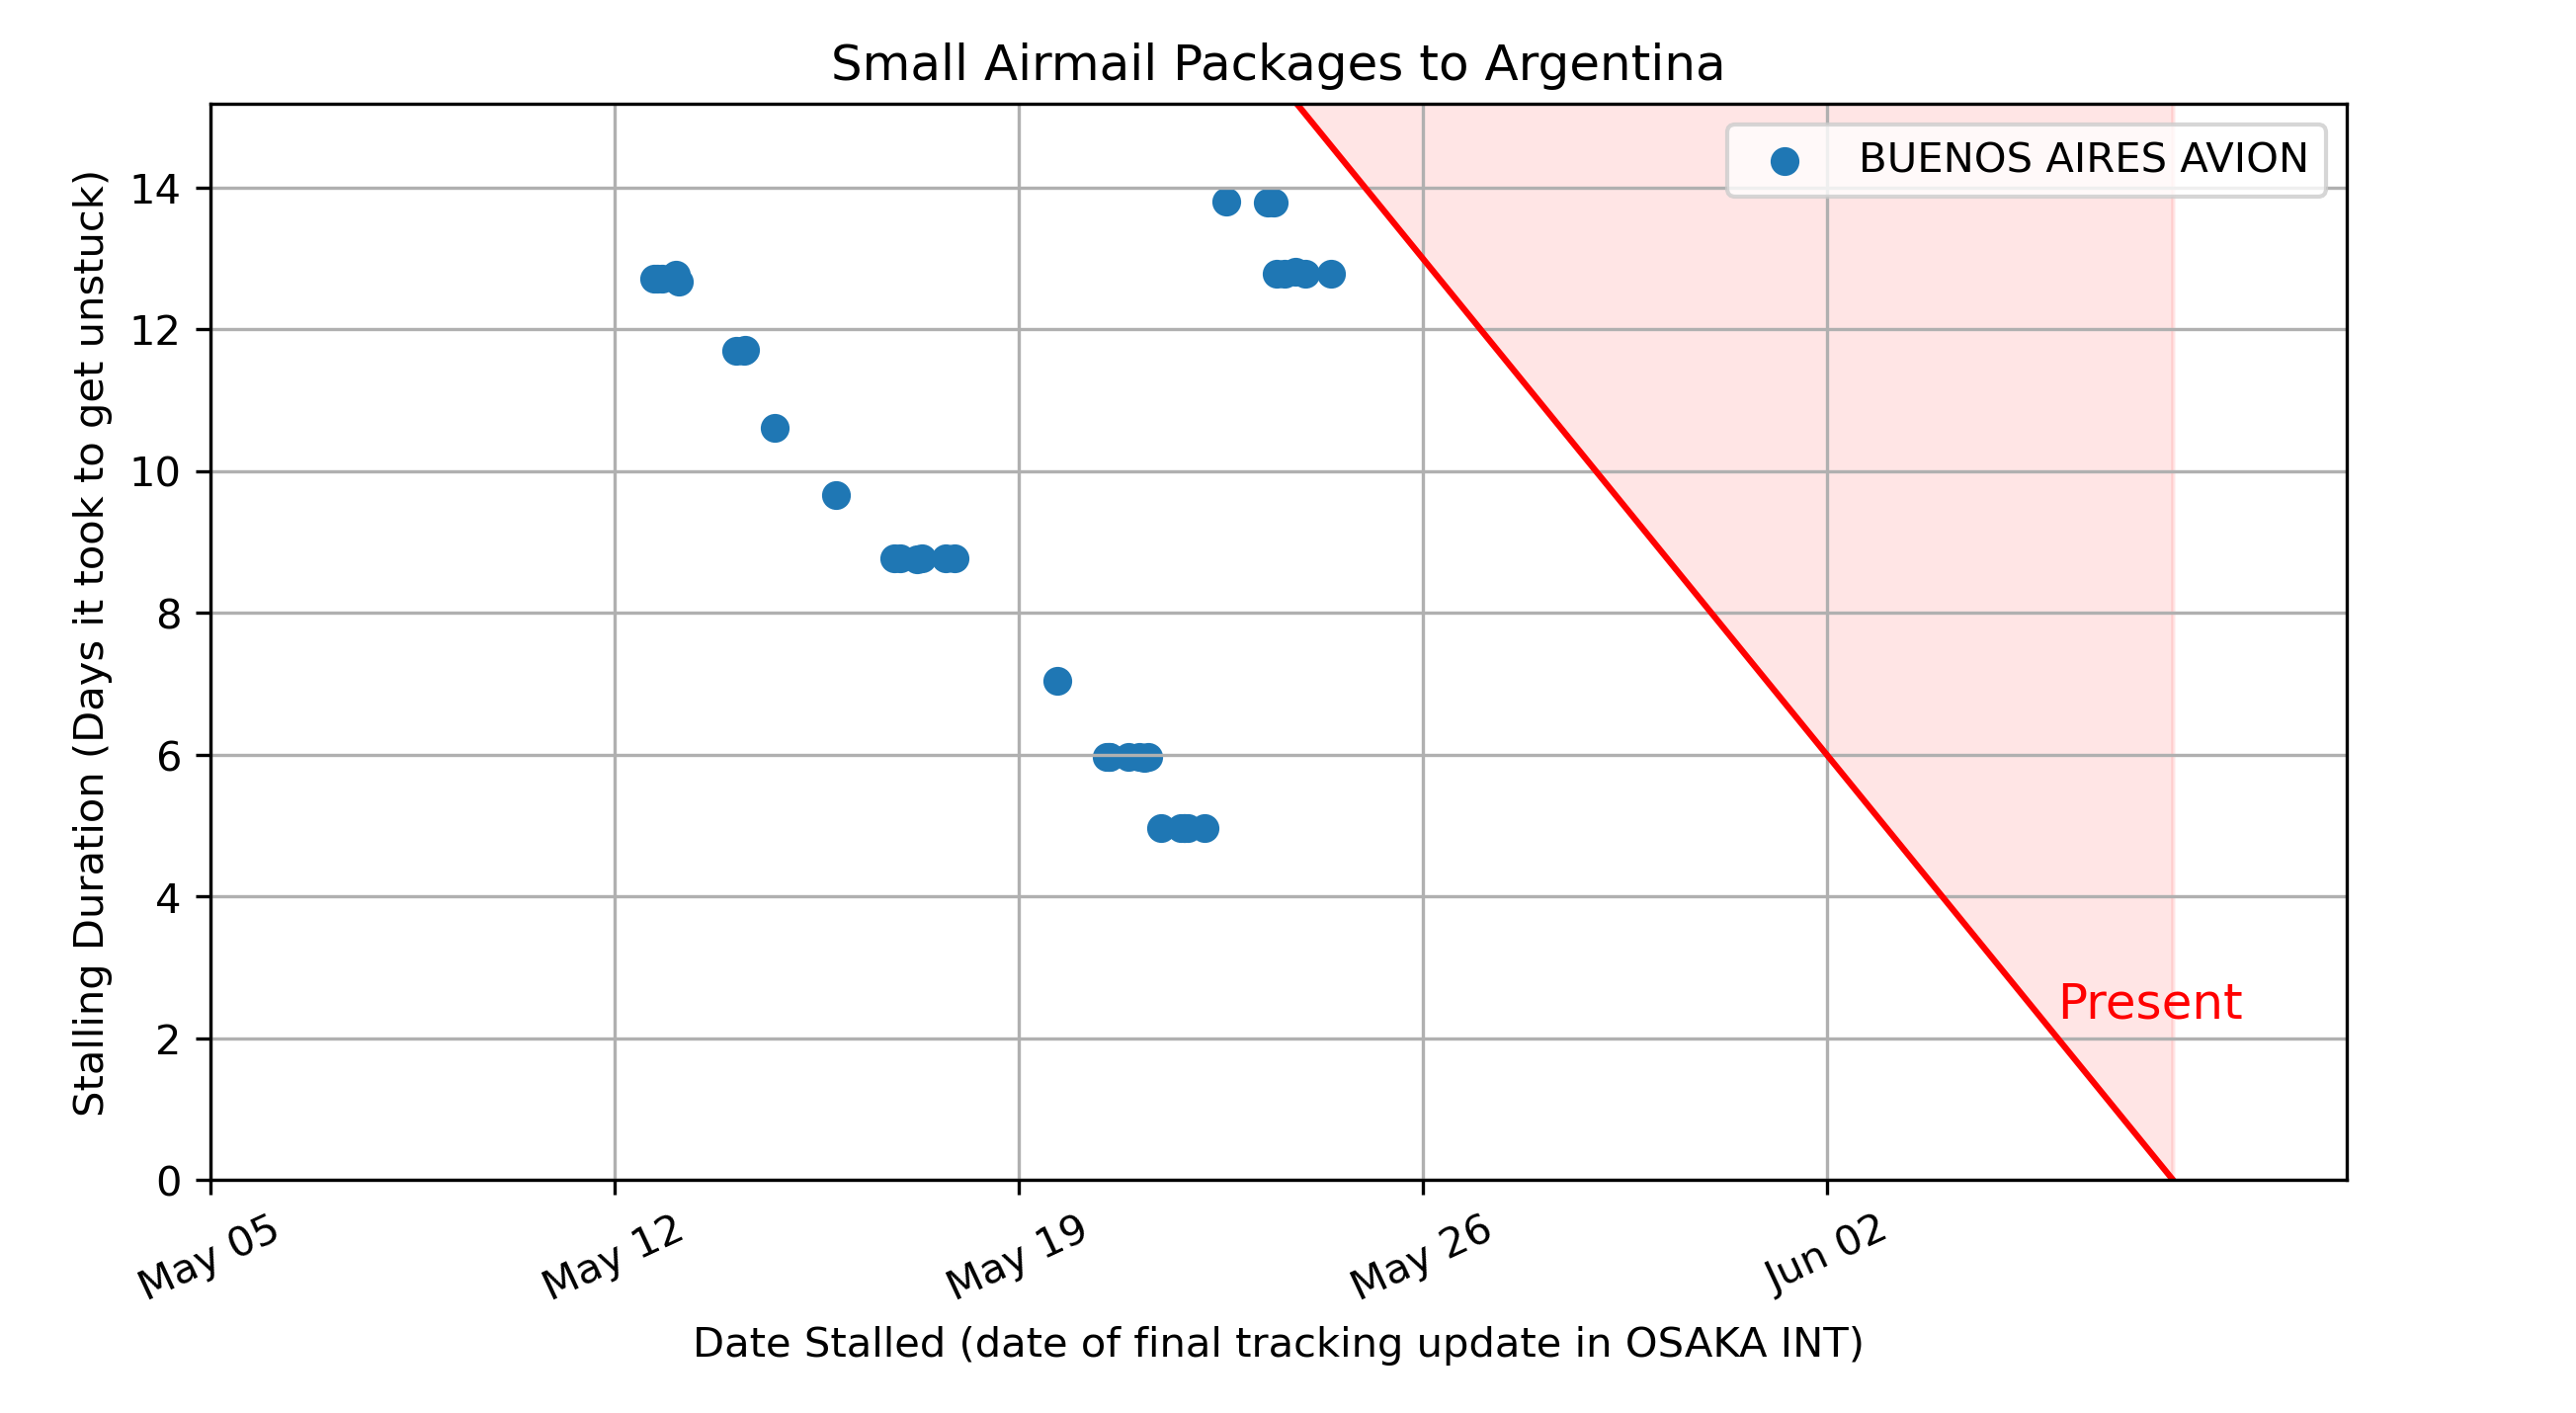 Small Airmail Packages to Argentina
BUENOS AIRES AVION
Stalling Duration (Days it took to get unstuck)
14
12
10
8
6
4
2
0
Present
May 05
May 12
May 19
May 26
Jun 02
Date Stalled (date of final tracking update in OSAKA INT)